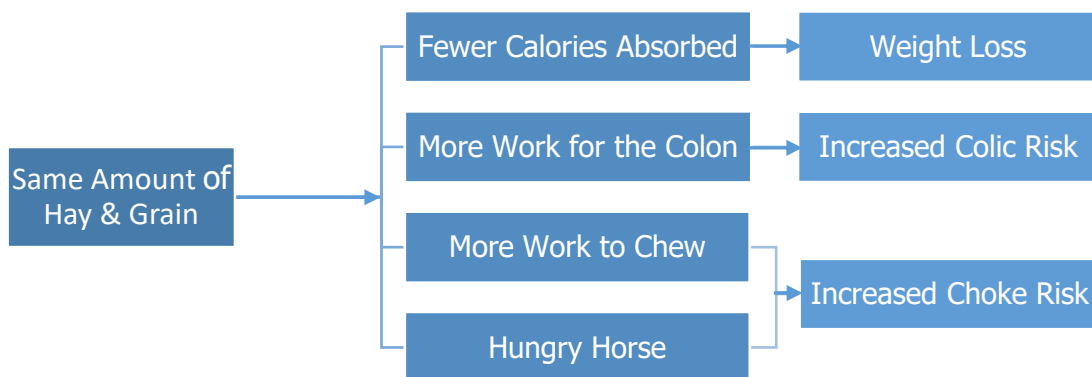 Fewer Calories Absorbed
Weight Loss
More Work for the Colon
Increased Colic Risk
Same Amount of
Hay & Grain
More Work to Chew
Increased Choke Risk
Hungry Horse